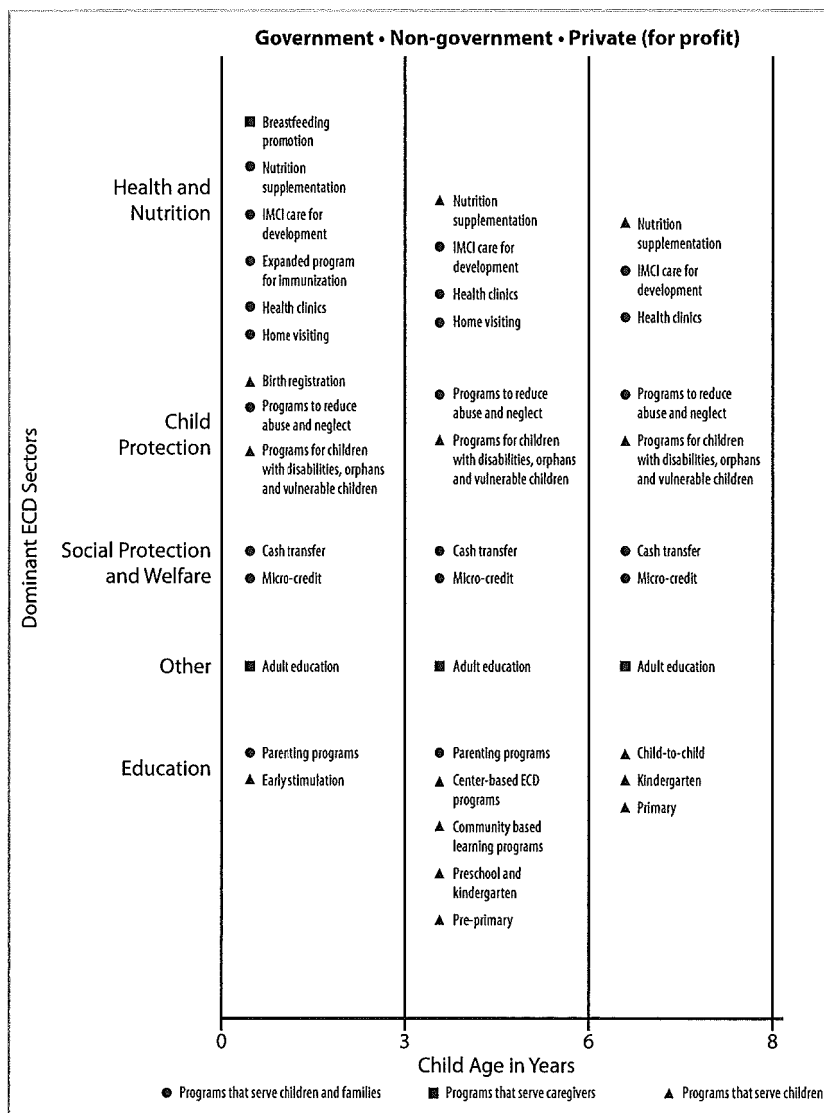 Government • Non-government • Private (for profit)
Dominant ECD Sectors
Health and
Nutrition
■ Breastfeeding
promotion
● Nutrition
supplementation
● IMCI care for
development
● Expanded program
for immunization
● Health clinics
● Home visiting
▲ Nutrition
supplementation
● IMCI care for
development
● Health clinics
● Home visiting
▲ Nutrition
supplementation
● IMCI care for
development
● Health clinics
Child
Protection
▲ Birth registration
● Programs to reduce
abuse and neglect
▲ Programs for children
with disabilities, orphans
and vulnerable children
● Programs to reduce
abuse and neglect
▲ Programs for children
with disabilities, orphans
and vulnerable children
● Programs to reduce
abuse and neglect
▲ Programs for children
with disabilities, orphans
and vulnerable children
Social Protection
and Welfare
● Cash transfer
● Micro-credit
● Cash transfer
● Micro-credit
● Cash transfer
● Micro-credit
Other
■ Adult education
■ Adult education
■ Adult education
Education
● Parenting programs
▲ Early stimulation
● Parenting programs
▲ Center-based ECD
programs
▲ Community based
learning programs
▲ Preschool and
kindergarten
▲ Pre-primary
▲ Child-to-child
▲ Kindergarten
▲ Primary
0 3 6 8
Child Age in Years
● Programs that serve children and families ■ Programs that serve caregivers ▲ Programs that serve children